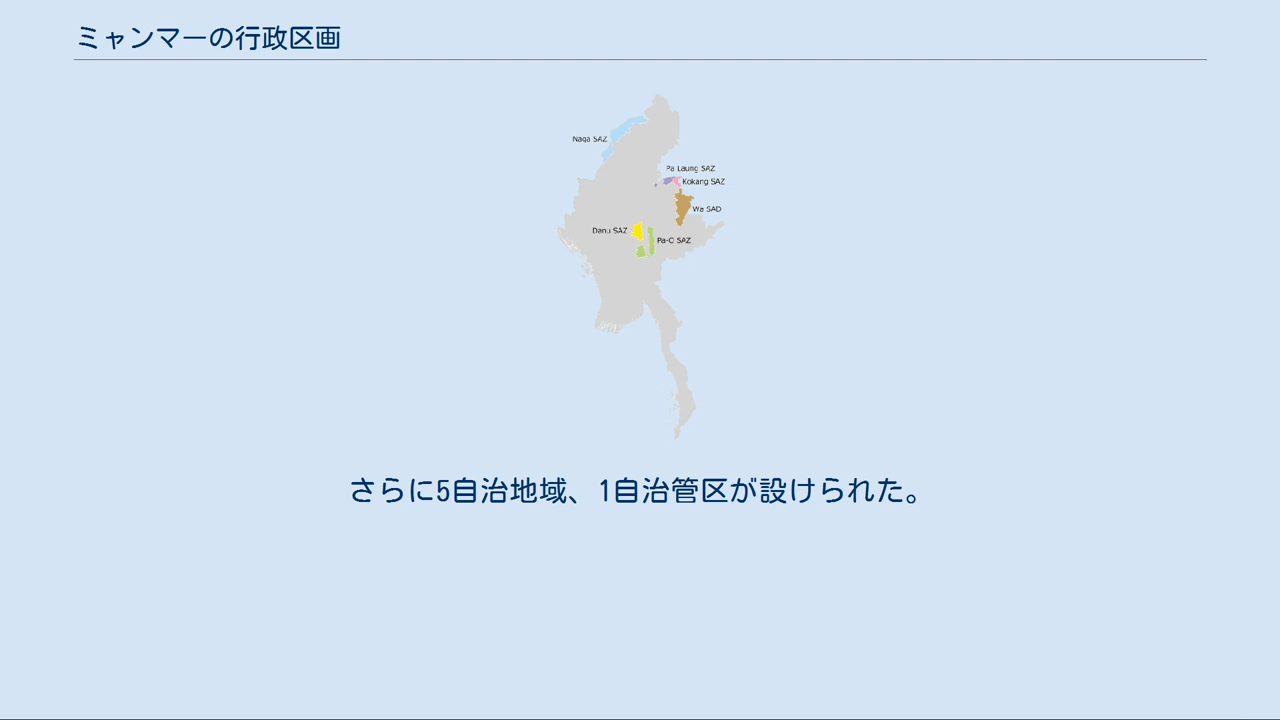 ミャンマーの行政区画
Naga SAZ
Pa Laung SAZ
Kokang SAZ
Wa SAD
Danu SAZ
Pa-O SAZ
さらに5自治地域、1自治管区が設けられた。